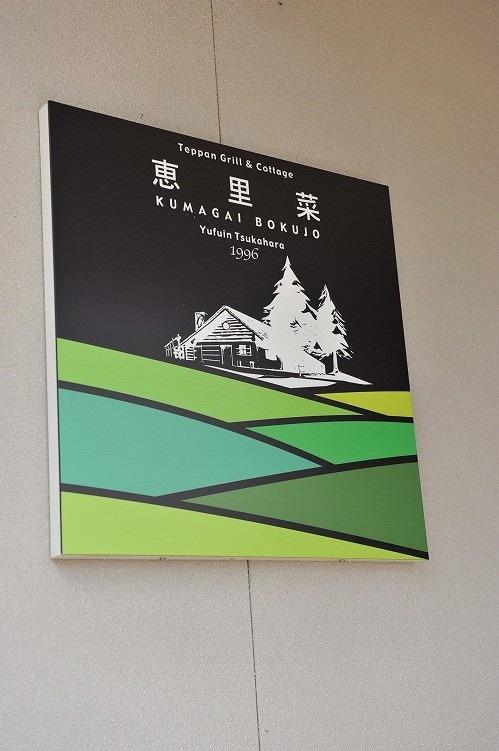 Teppan Grill & Cottage
恵里菜
KUMAGAI BOKUJO
Yufuin Tsukahara
1996